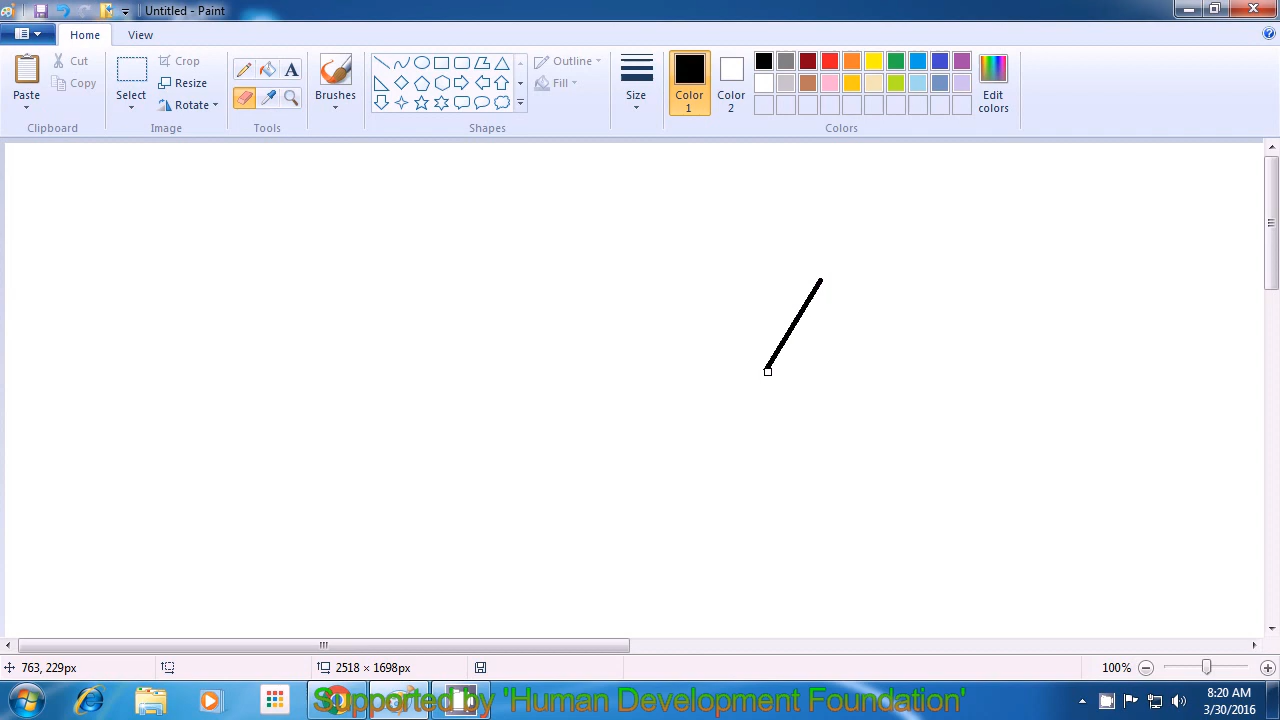 Untitled - Paint
Home
View
Paste
Cut
Copy
Clipboard
Select
Crop
Resize
Rotate
Image
A
Tools
Brushes
Shapes
Outline
Fill
Size
Color 1
Color 2
Edit colors
Colors
763, 229px
2518 × 1698px
100%
Supported by 'Human Development Foundation'
8:20 AM
3/30/2016